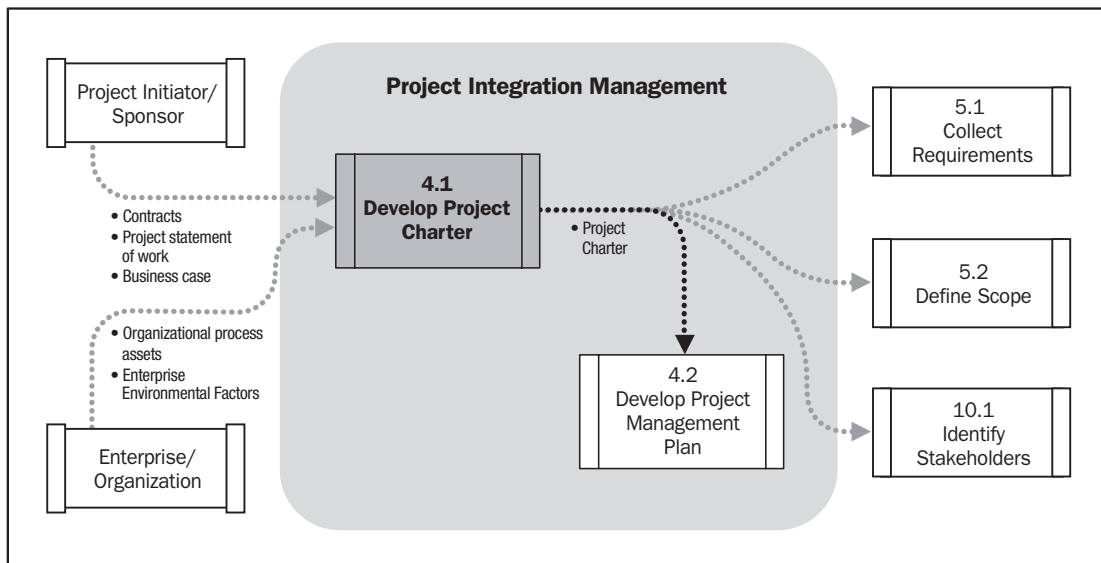 Project Integration Management
Project Initiator/
Sponsor
• Contracts
• Project statement
of work
• Business case
• Organizational process
assets
• Enterprise
Environmental Factors
Enterprise/
Organization
4.1
Develop Project
Charter
• Project
Charter
4.2
Develop Project
Management
Plan
5.1
Collect
Requirements
5.2
Define Scope
10.1
Identify
Stakeholders